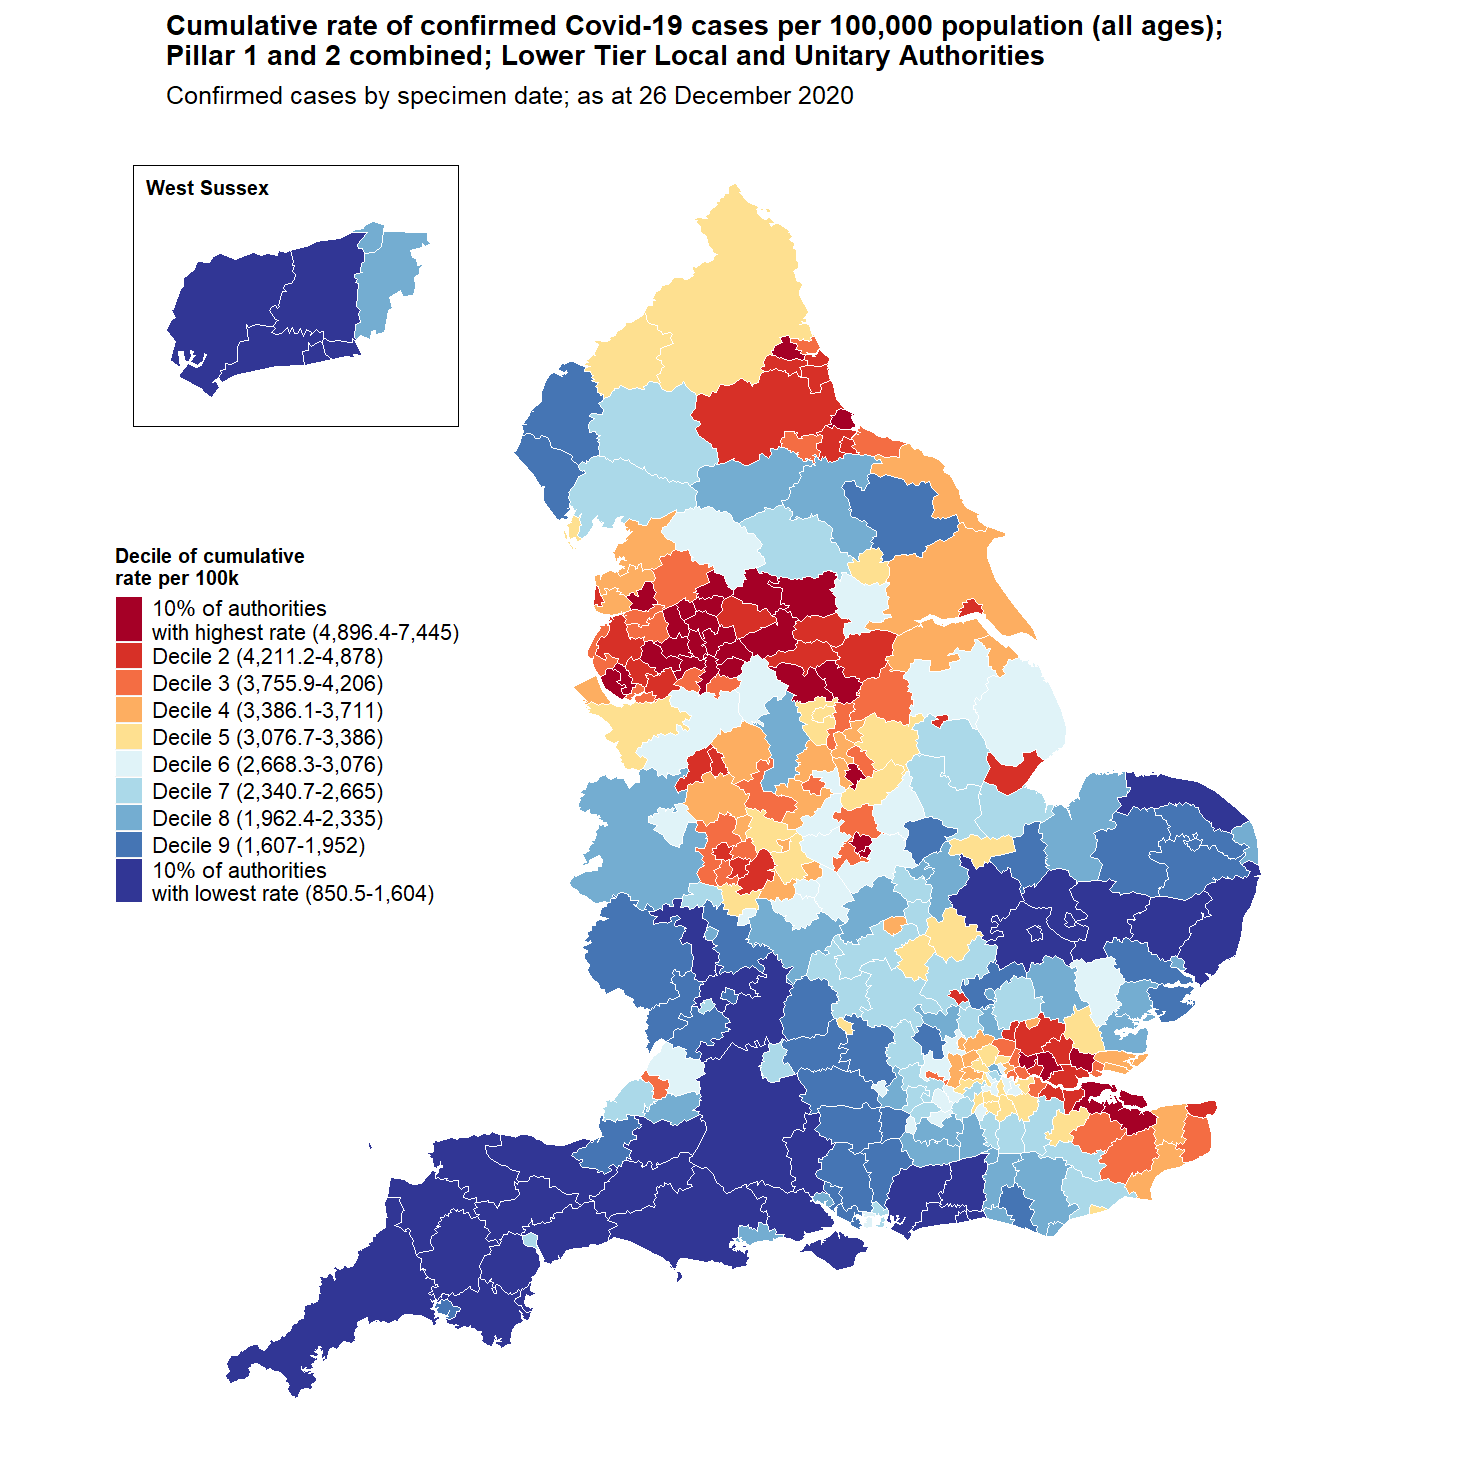 Cumulative rate of confirmed Covid-19 cases per 100,000 population (all ages);
Pillar 1 and 2 combined; Lower Tier Local and Unitary Authorities
Confirmed cases by specimen date; as at 26 December 2020
West Sussex
Decile of cumulative
rate per 100k
10% of authorities
with highest rate (4,896.4-7,445)
Decile 2 (4,211.2-4,878)
Decile 3 (3,755.9-4,206)
Decile 4 (3,386.1-3,711)
Decile 5 (3,076.7-3,386)
Decile 6 (2,668.3-3,076)
Decile 7 (2,340.7-2,665)
Decile 8 (1,962.4-2,335)
Decile 9 (1,607-1,952)
10% of authorities
with lowest rate (850.5-1,604)